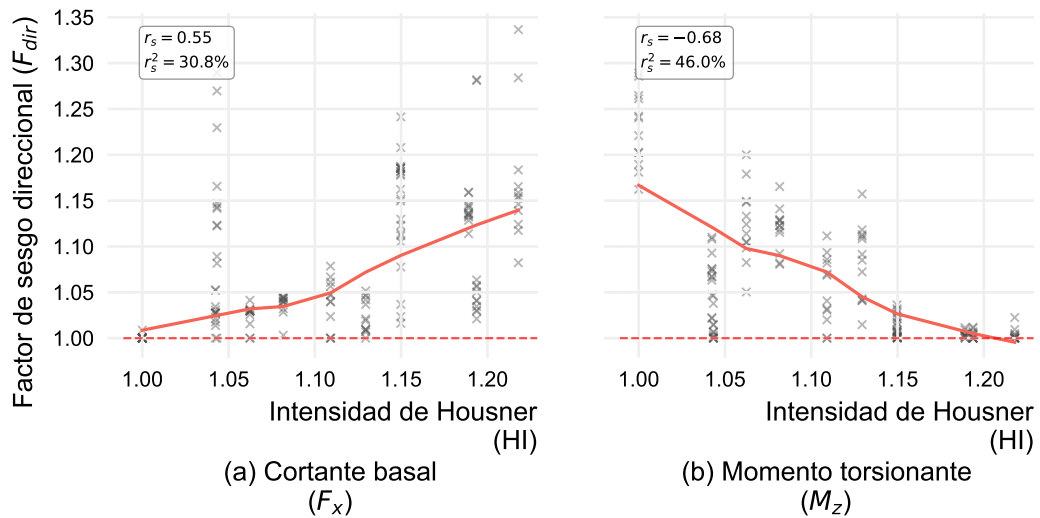 Factor de sesgo direccional (F_dir)
1.35
1.30
1.25
1.20
1.15
1.10
1.05
1.00
r_s = 0.55
r_s^2 = 30.8%
1.00
1.05
1.10
1.15
1.20
Intensidad de Housner
(HI)
(a) Cortante basal
(F_x)
r_s = −0.68
r_s^2 = 46.0%
1.00
1.05
1.10
1.15
1.20
Intensidad de Housner
(HI)
(b) Momento torsionante
(M_z)